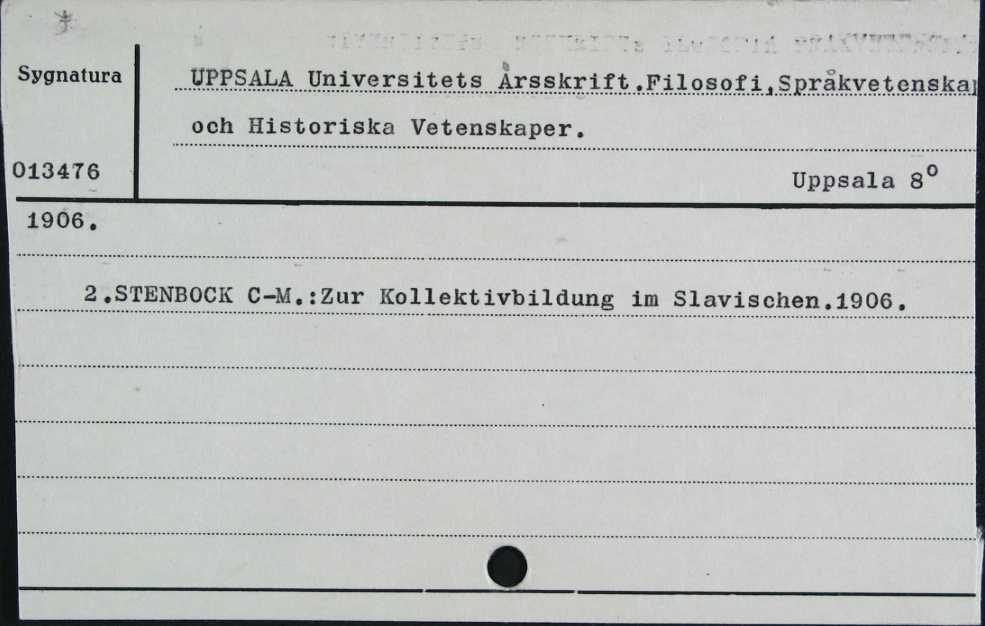 Sygnatura
UPPSALA Universitets Årsskrift.Filosofi,Språkvetenskap
och Historiska Vetenskaper.
013476
Uppsala 8⁰
1906.
2.STENBOCK C-M.:Zur Kollektivbildung im Slavischen.1906.